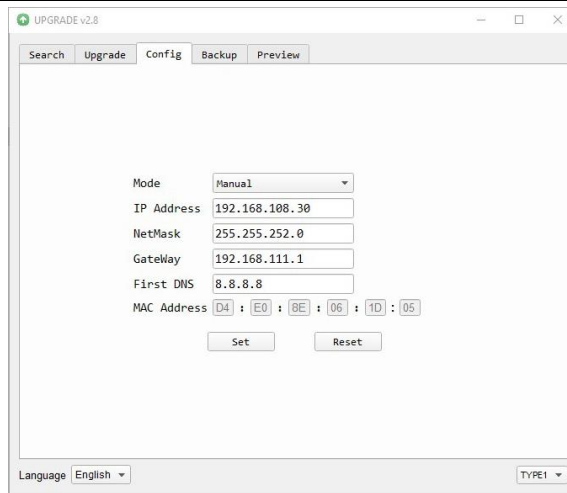 UPGRADE v2.8
Search Upgrade Config Backup Preview
Mode Manual
IP Address 192.168.108.30
NetMask 255.255.252.0
GateWay 192.168.111.1
First DNS 8.8.8.8
MAC Address D4 : E0 : 8E : 06 : 1D : 05
Set Reset
Language English TYPE1